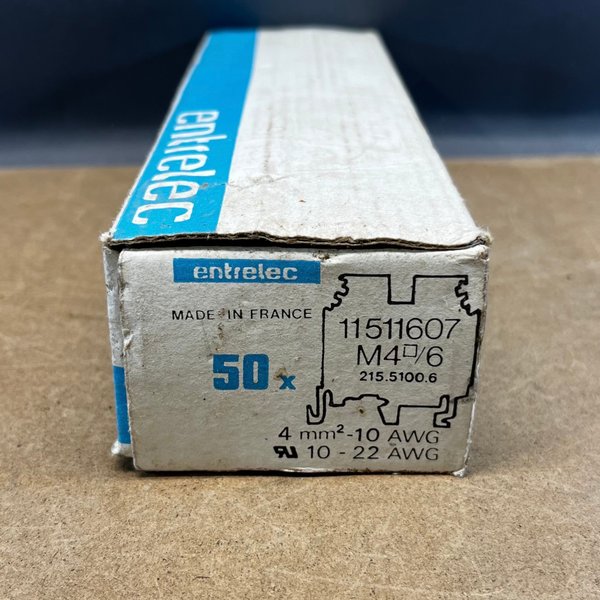 entrelec
entrelec
MADE IN FRANCE
50 x
11511607
M4□/6
215.5100.6
4 mm²-10 AWG
10 - 22 AWG